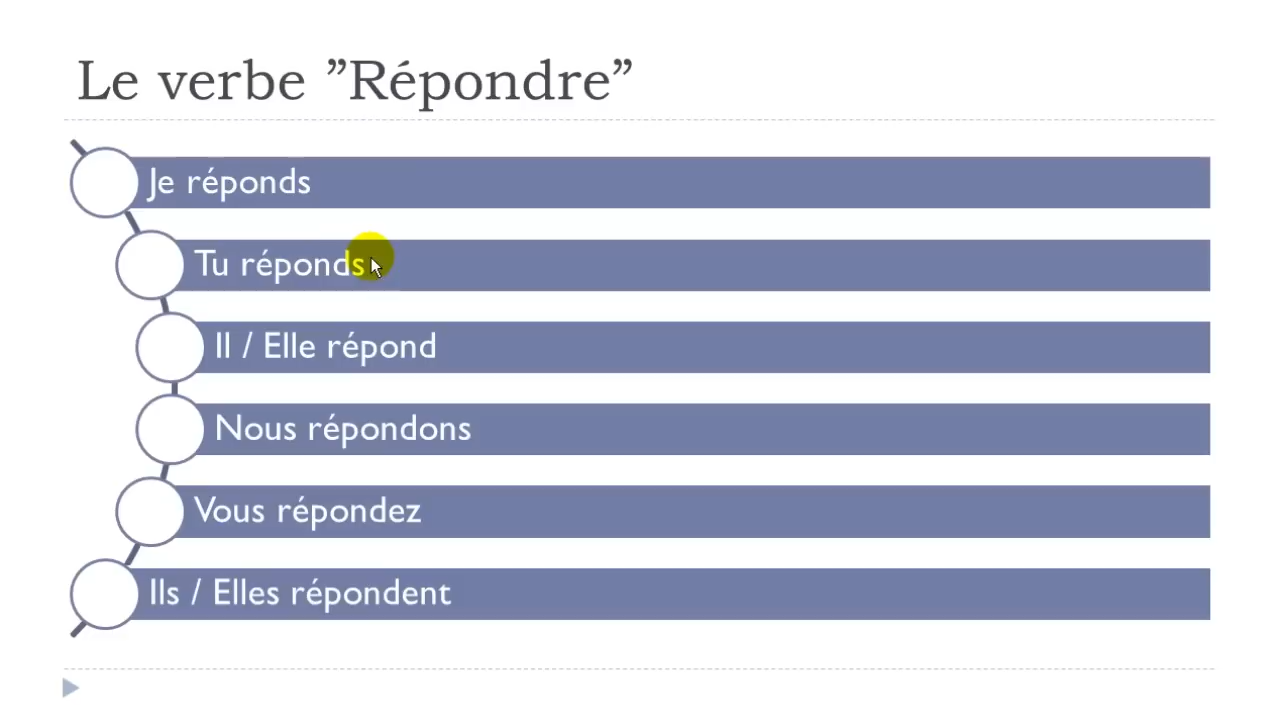 Le verbe ”Répondre”
Je réponds
Tu réponds
Il / Elle répond
Nous répondons
Vous répondez
Ils / Elles répondent